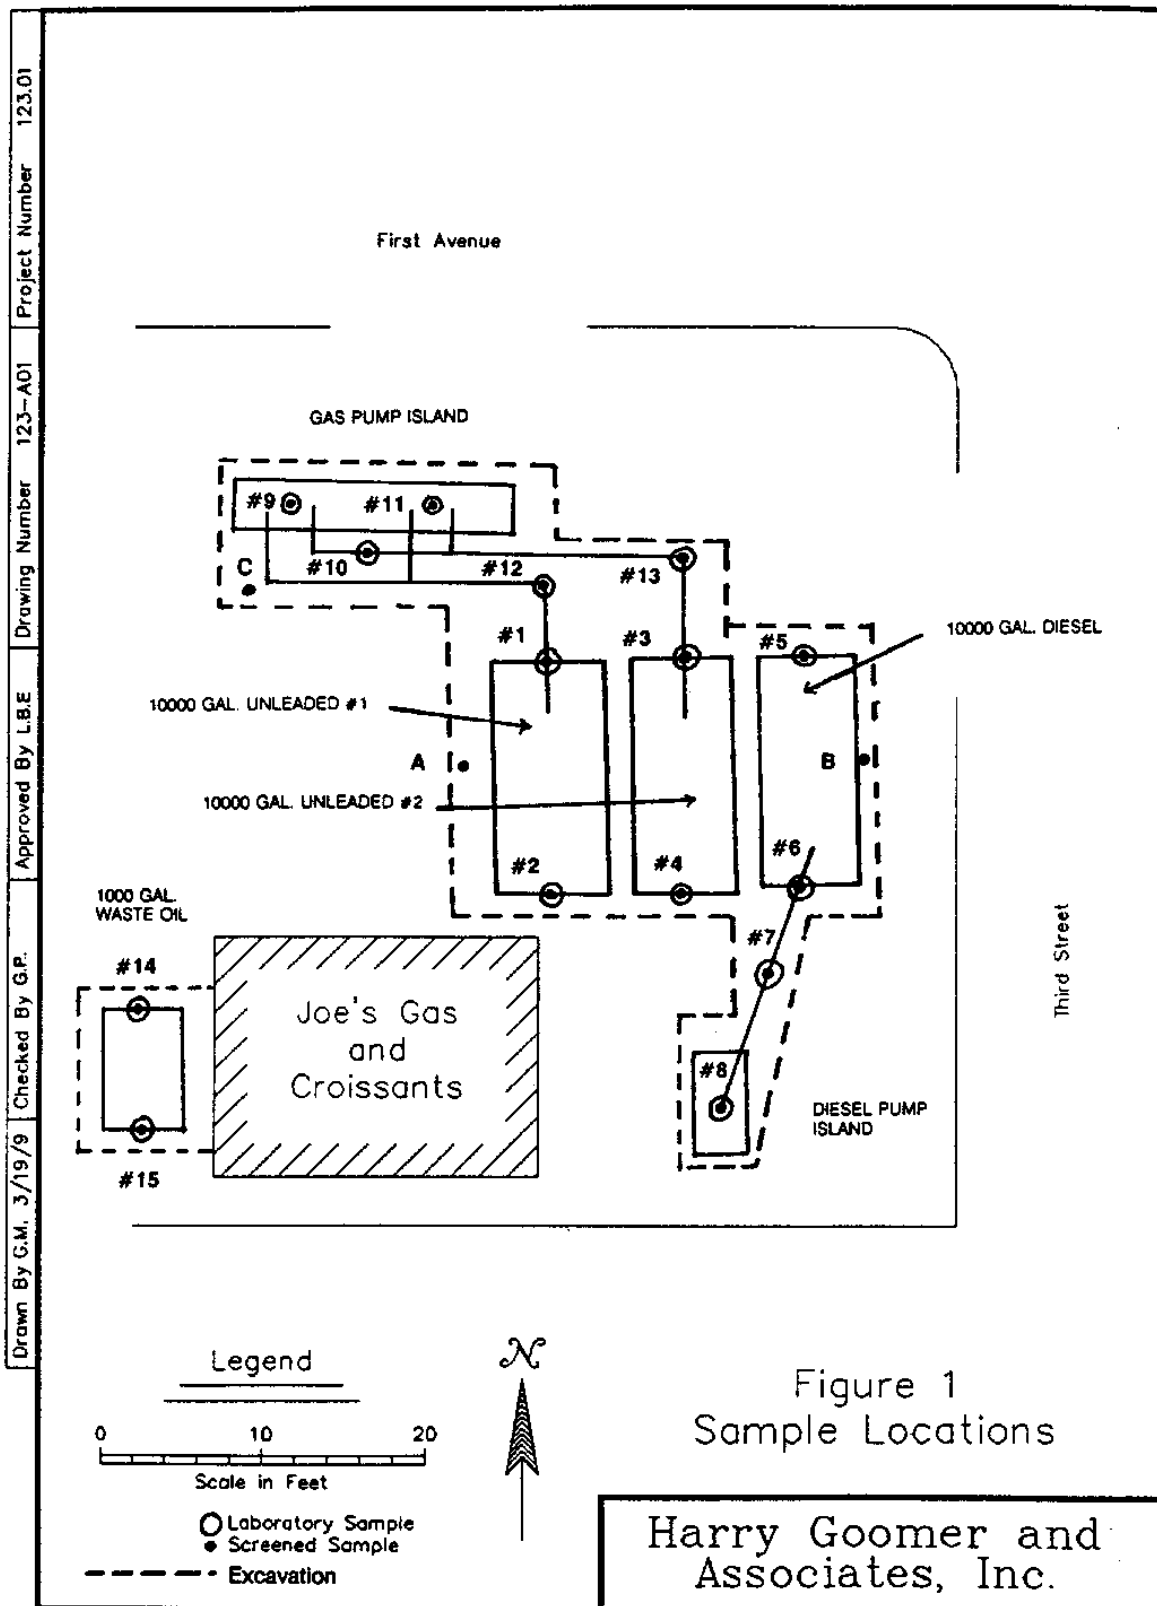 Project Number 123.01
Drawing Number 123-A01
Approved By L.B.E
Checked By G.P.
Drawn By G.M. 3/19/9
First Avenue
GAS PUMP ISLAND
#9
#11
C
#10
#12
#13
#1
#3
#5
10000 GAL. DIESEL
10000 GAL. UNLEADED #1
A
B
10000 GAL. UNLEADED #2
#2
#4
#6
1000 GAL.
WASTE OIL
#7
Third Street
#14
Joe's Gas
and
Croissants
#8
DIESEL PUMP
ISLAND
#15
N
Legend
0 10 20
Scale in Feet
Laboratory Sample
Screened Sample
Excavation
Figure 1
Sample Locations
Harry Goomer and
Associates, Inc.